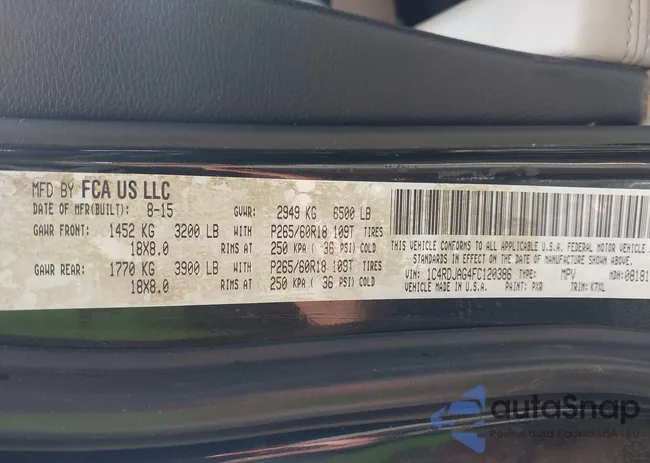 MFD BY FCA US LLC
DATE OF MFR(BUILT): 8-15 GVWR: 2949 KG 6500 LB
GAWR FRONT: 1452 KG 3200 LB WITH P265/60R18 109T TIRES
18X8.0 RIMS AT 250 KPA ( 36 PSI) COLD
GAWR REAR: 1770 KG 3900 LB WITH P265/60R18 109T TIRES
18X8.0 RIMS AT 250 KPA ( 36 PSI) COLD
THIS VEHICLE CONFORMS TO ALL APPLICABLE U.S.A. FEDERAL MOTOR VEHICLE
STANDARDS IN EFFECT ON THE DATE OF MANUFACTURE SHOWN ABOVE
VIN: 1C4RDJAG4FC120386 TYPE: MPV MDH: 0818
VEHICLE MADE IN U.S.A. PAINT: PXR TRIM: K7XL
autaSnap